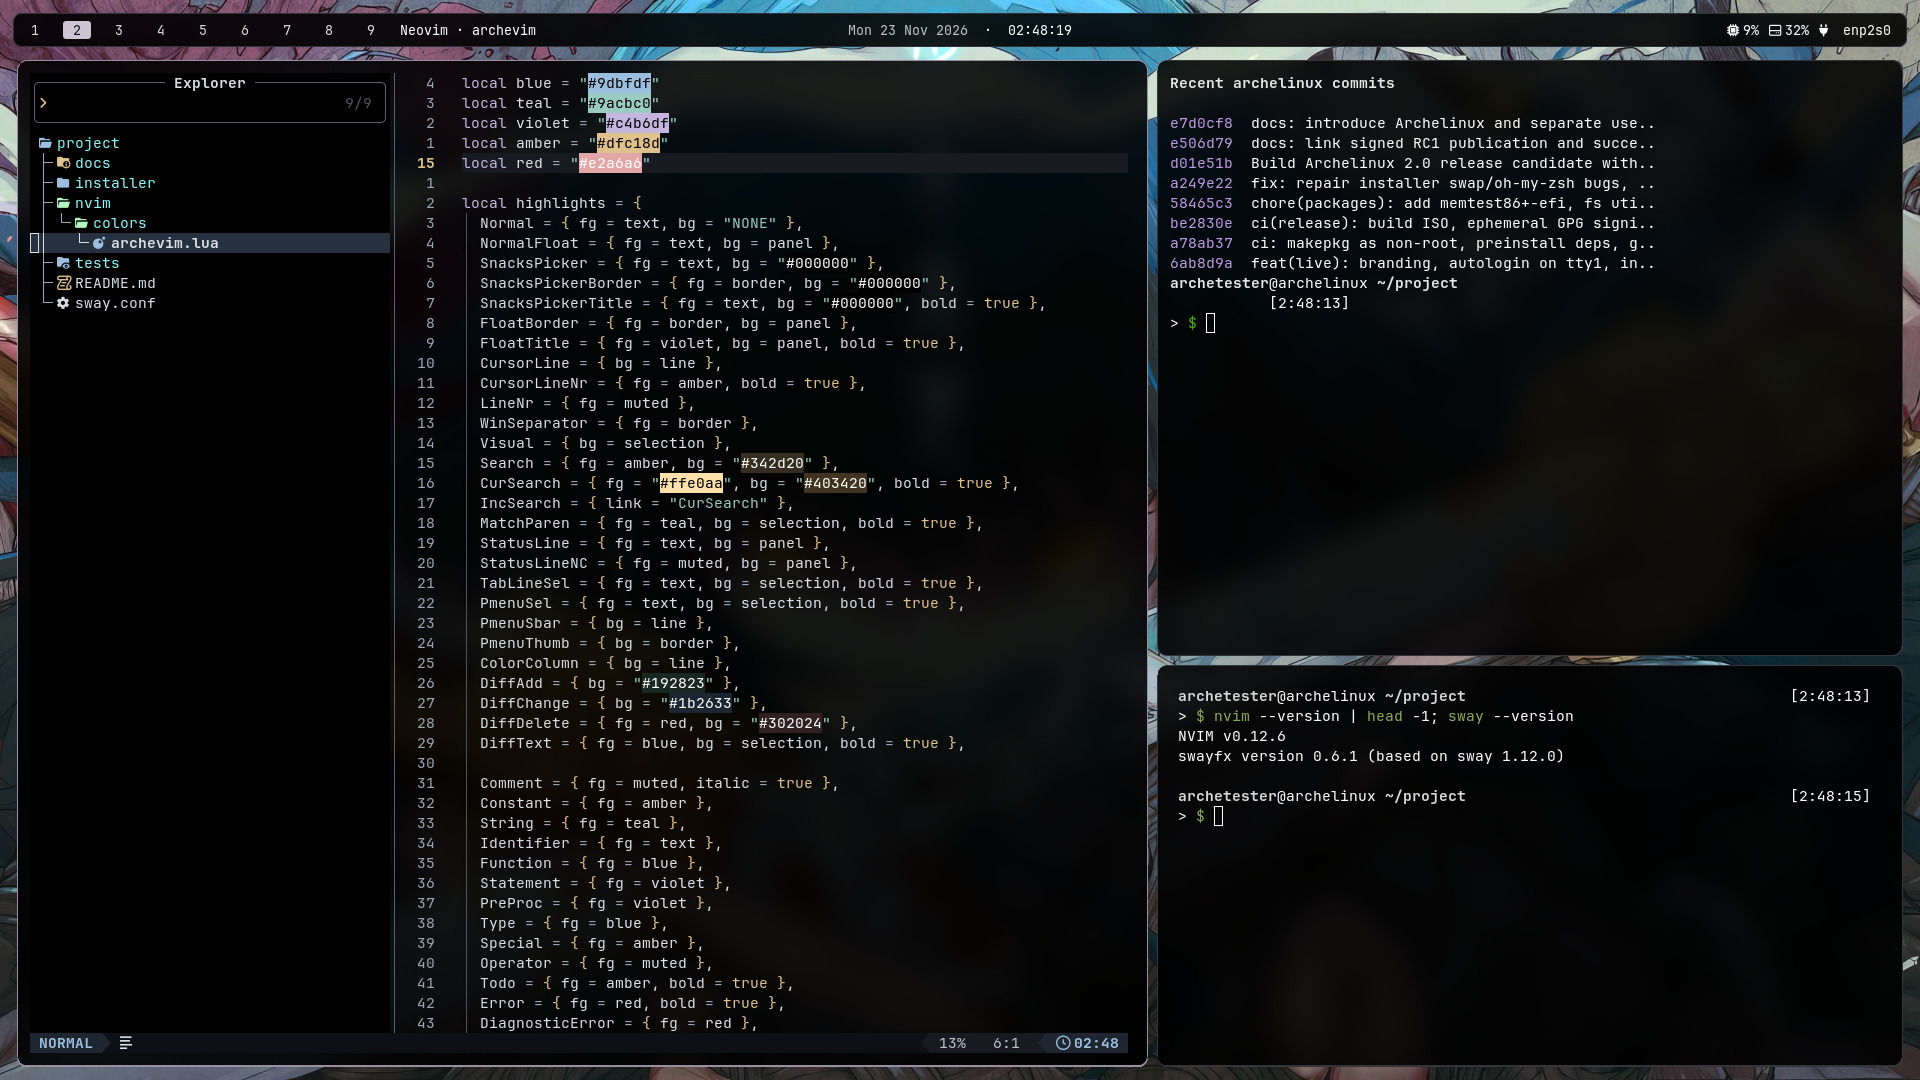 1 2 3 4 5 6 7 8 9 Neovim · archevim Mon 23 Nov 2026 · 02:48:19 9% 32% enp2s0
Explorer
9/9
project
docs
installer
nvim
colors
archevim.lua
tests
README.md
sway.conf
4 local blue = "#9dbfdf"
3 local teal = "#9acbc0"
2 local violet = "#c4b6df"
1 local amber = "#dfc18d"
15 local red = "#e2a6a6"
1
2 local highlights = {
3 Normal = { fg = text, bg = "NONE" },
4 NormalFloat = { fg = text, bg = panel },
5 SnacksPicker = { fg = text, bg = "#000000" },
6 SnacksPickerBorder = { fg = border, bg = "#000000" },
7 SnacksPickerTitle = { fg = text, bg = "#000000", bold = true },
8 FloatBorder = { fg = border, bg = panel },
9 FloatTitle = { fg = violet, bg = panel, bold = true },
10 CursorLine = { bg = line },
11 CursorLineNr = { fg = amber, bold = true },
12 LineNr = { fg = muted },
13 WinSeparator = { fg = border },
14 Visual = { bg = selection },
15 Search = { fg = amber, bg = "#342d20" },
16 CurSearch = { fg = "#ffe0aa", bg = "#403420", bold = true },
17 IncSearch = { link = "CurSearch" },
18 MatchParen = { fg = teal, bg = selection, bold = true },
19 StatusLine = { fg = text, bg = panel },
20 StatusLineNC = { fg = muted, bg = panel },
21 TabLineSel = { fg = text, bg = selection, bold = true },
22 PmenuSel = { fg = text, bg = selection, bold = true },
23 PmenuSbar = { bg = line },
24 PmenuThumb = { bg = border },
25 ColorColumn = { bg = line },
26 DiffAdd = { bg = "#192823" },
27 DiffChange = { bg = "#1b2633" },
28 DiffDelete = { fg = red, bg = "#302024" },
29 DiffText = { fg = blue, bg = selection, bold = true },
30
31 Comment = { fg = muted, italic = true },
32 Constant = { fg = amber },
33 String = { fg = teal },
34 Identifier = { fg = text },
35 Function = { fg = blue },
36 Statement = { fg = violet },
37 PreProc = { fg = violet },
38 Type = { fg = blue },
39 Special = { fg = amber },
40 Operator = { fg = muted },
41 Todo = { fg = amber, bold = true },
42 Error = { fg = red, bold = true },
43 DiagnosticError = { fg = red },
NORMAL 13% 6:1 02:48
Recent archelinux commits
e7d0cf8 docs: introduce Archelinux and separate use..
e506d79 docs: link signed RC1 publication and succe..
d01e51b Build Archelinux 2.0 release candidate with..
a249e22 fix: repair installer swap/oh-my-zsh bugs, ..
58465c3 chore(packages): add memtest86+-efi, fs uti..
be2830e ci(release): build ISO, ephemeral GPG signi..
a78ab37 ci: makepkg as non-root, preinstall deps, g..
6ab8d9a feat(live): branding, autologin on tty1, in..
archetester@archelinux ~/project
[2:48:13]
> $
archetester@archelinux ~/project [2:48:13]
> $ nvim --version | head -1; sway --version
NVIM v0.12.6
swayfx version 0.6.1 (based on sway 1.12.0)
archetester@archelinux ~/project [2:48:15]
> $